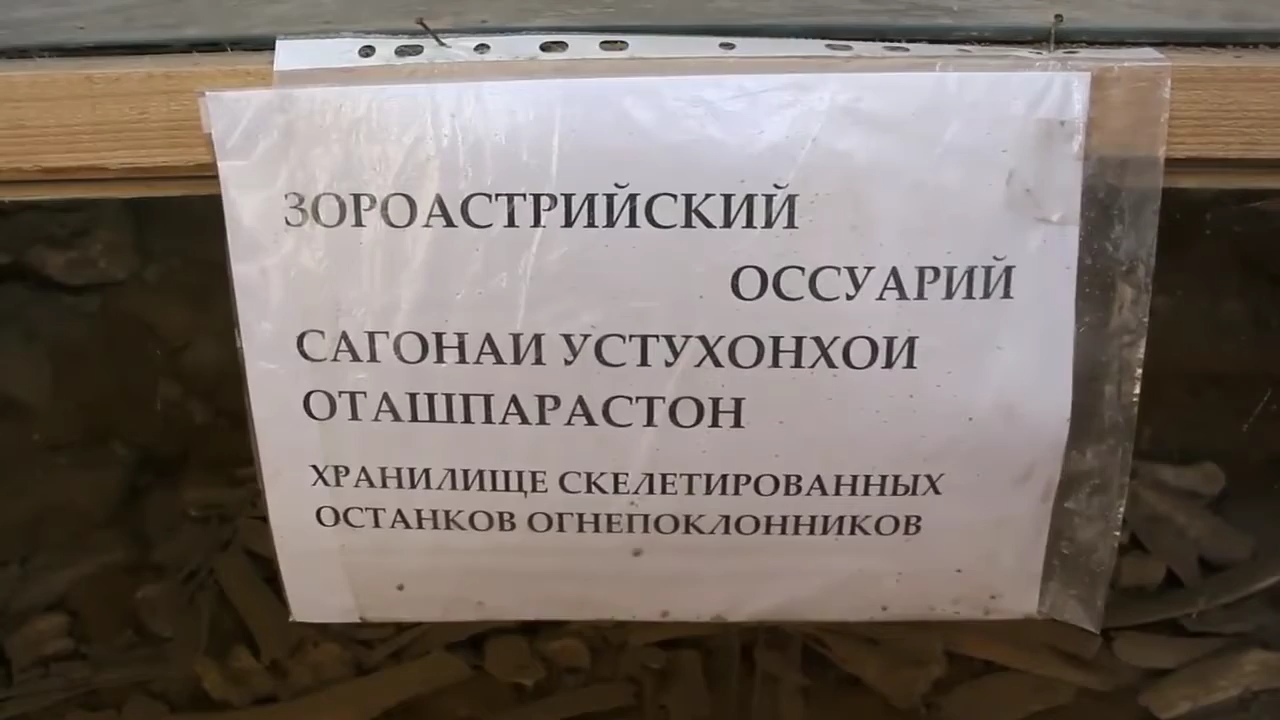 ЗОРОАСТРИЙСКИЙ
ОССУАРИЙ
САГОНАИ УСТУХОНХОИ
ОТАШПАРАСТОН
ХРАНИЛИЩЕ СКЕЛЕТИРОВАННЫХ
ОСТАНКОВ ОГНЕПОКЛОННИКОВ